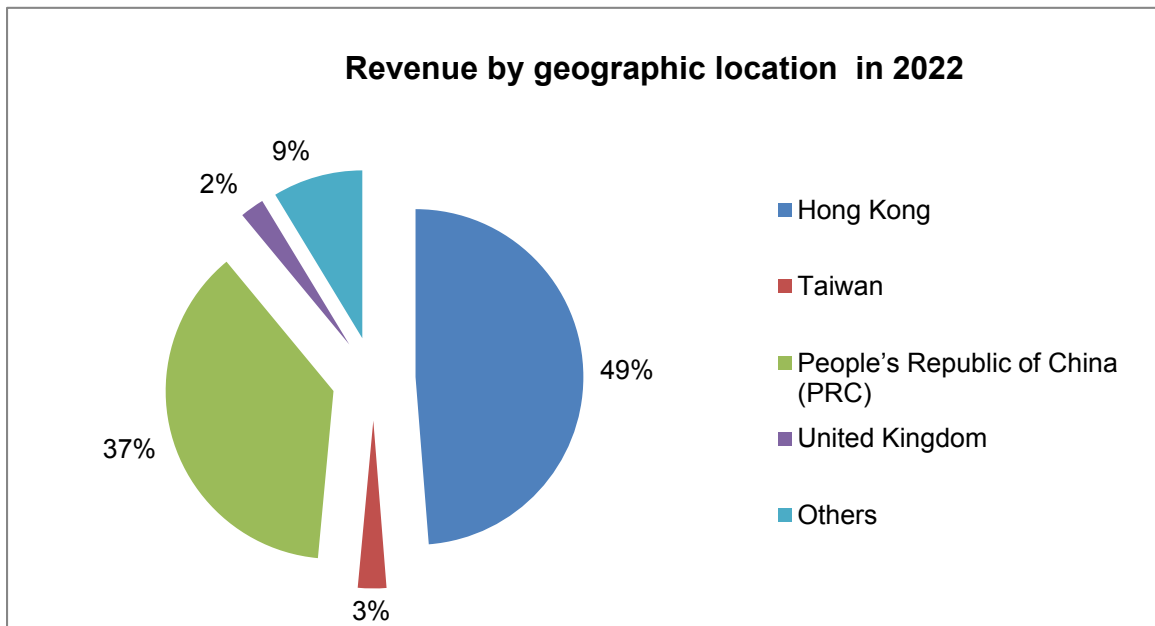 Revenue by geographic location in 2022
9%
2%
49%
37%
3%
Hong Kong
Taiwan
People’s Republic of China
(PRC)
United Kingdom
Others